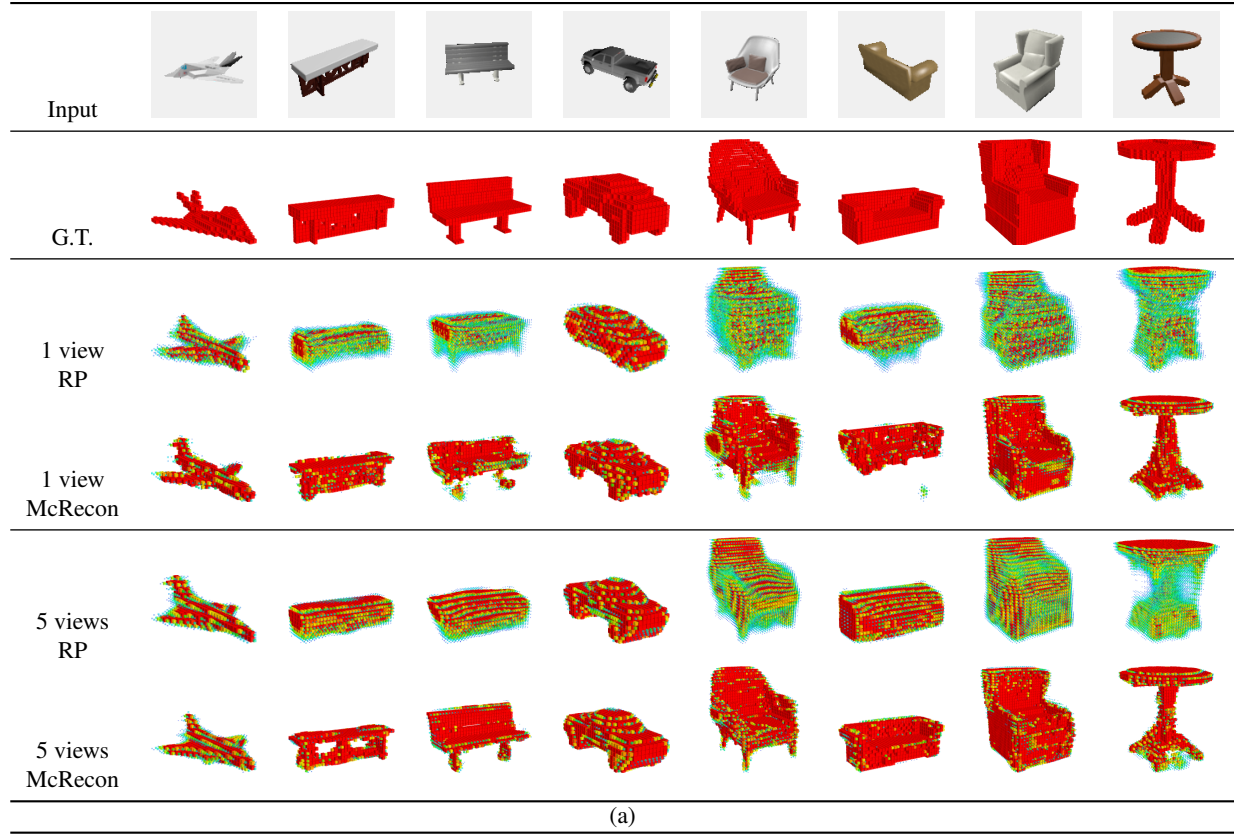 Input
G.T.
1 view
RP
1 view
McRecon
5 views
RP
5 views
McRecon
(a)